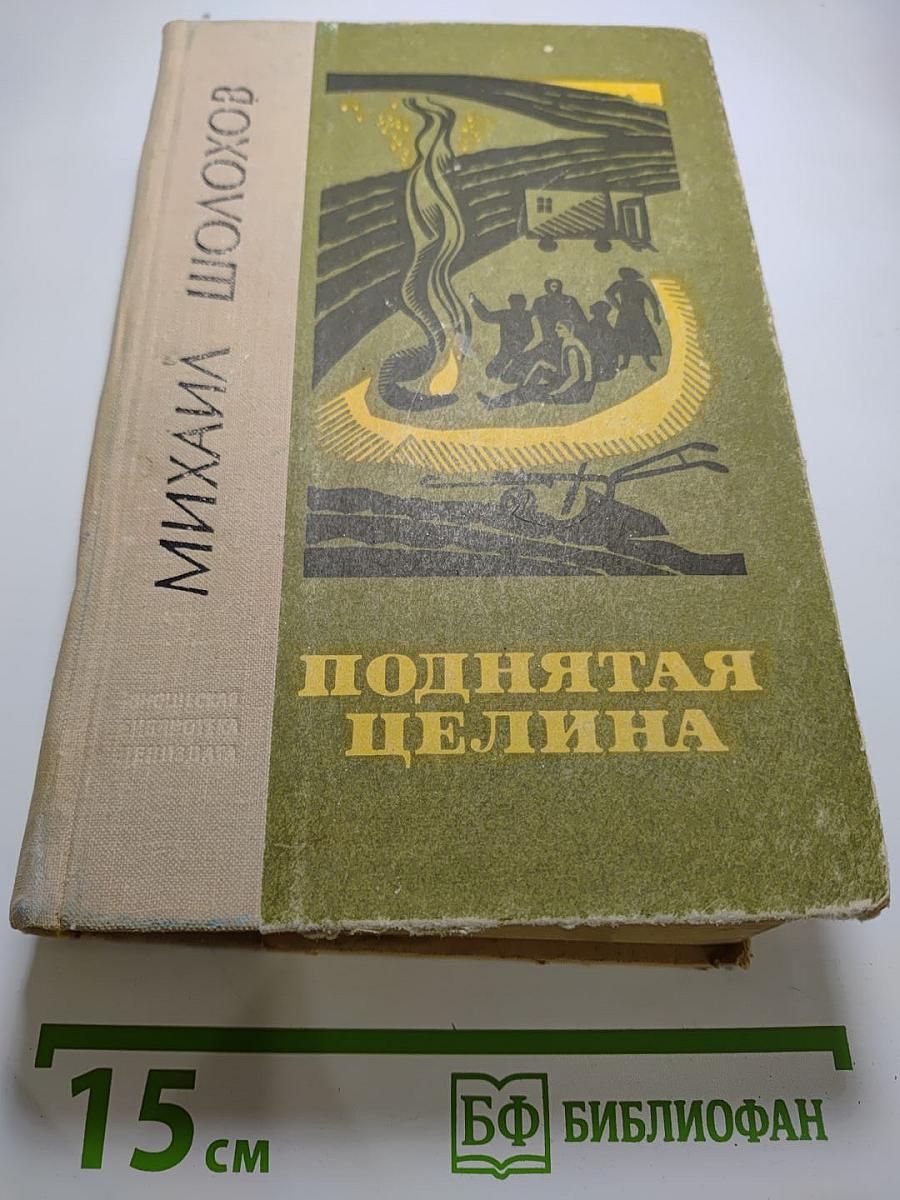 МИХАИЛ ШОЛОХОВ
ПОДНЯТАЯ
ЦЕЛИНА
15 см
БФ БИБЛИОФАН